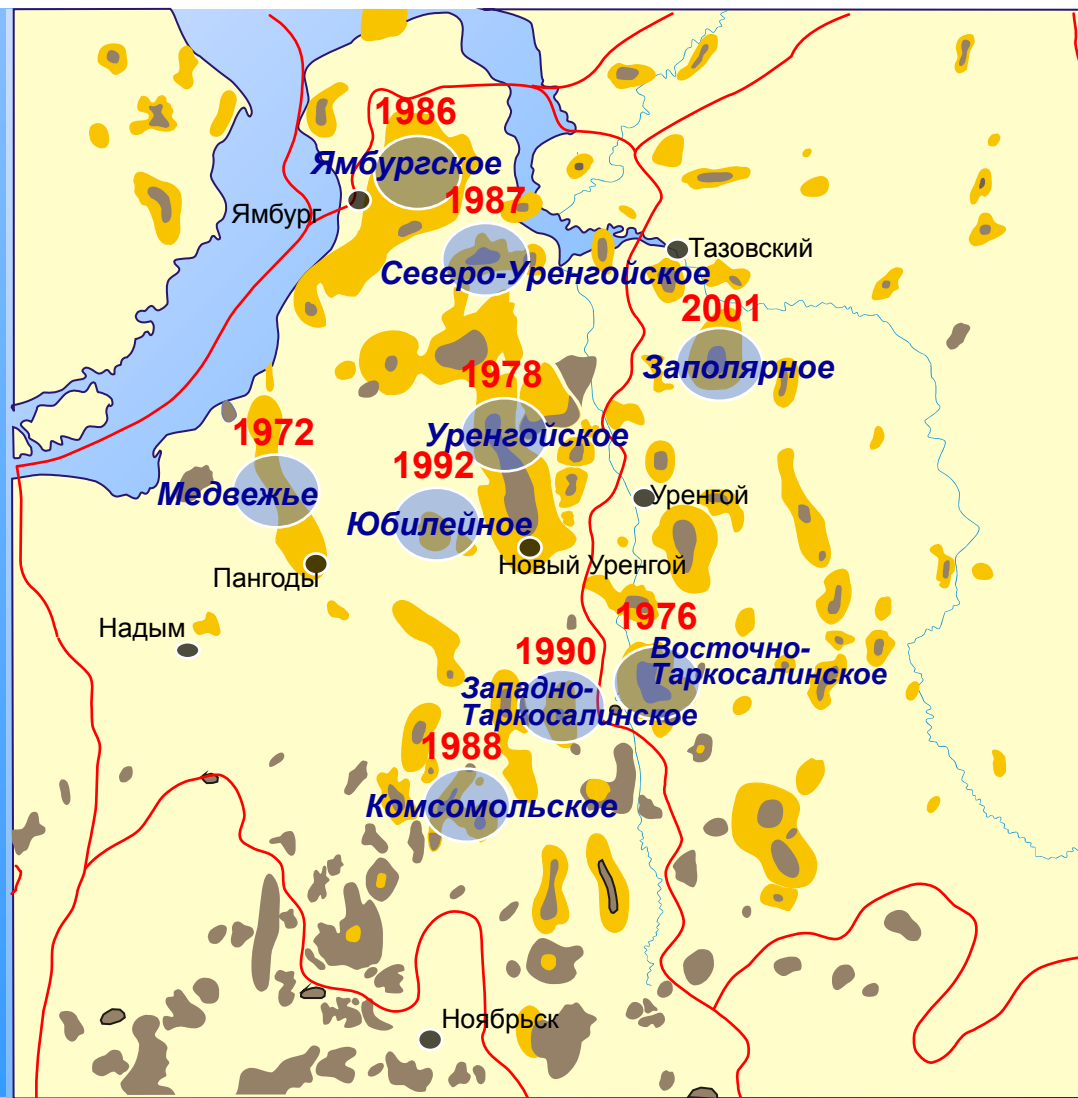 1986
Ямбургское
Ямбург
1987
Северо-Уренгойское
Тазовский
2001
Заполярное
1978
Уренгойское
1972
Медвежье
1992
Юбилейное
Уренгой
Новый Уренгой
Пангоды
Надым
1976
Восточно-
Таркосалинское
1990
Западно-
Таркосалинское
1988
Комсомольское
Ноябрьск